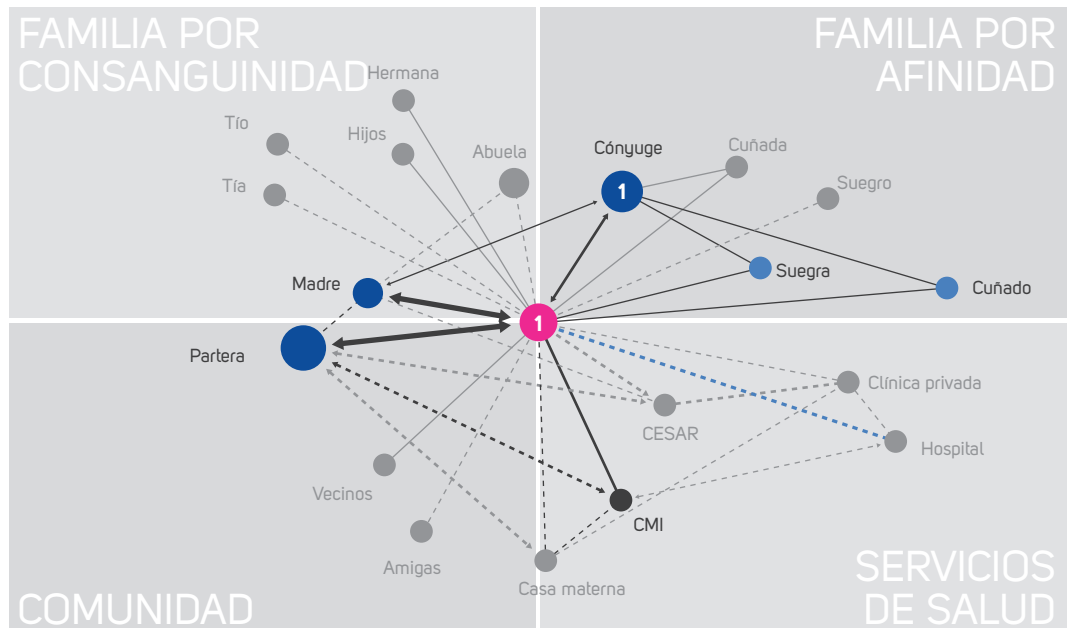 FAMILIA POR
CONSANGUINIDAD
FAMILIA POR
AFINIDAD
Hermana
Tío
Hijos
Abuela
Cónyuge
Cuñada
Tía
1
Suegro
Madre
Suegra
Cuñado
1
Partera
Clínica privada
CESAR
Hospital
Vecinos
CMI
Amigas
Casa materna
COMUNIDAD
SERVICIOS
DE SALUD